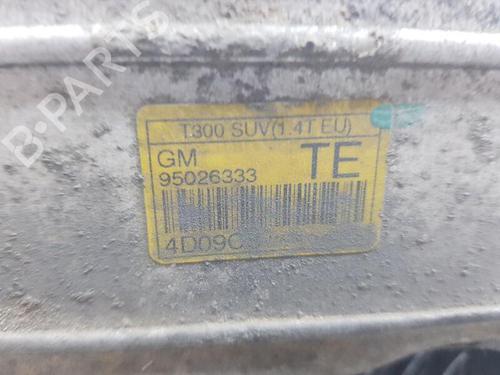 B-PARTS
T300 SUV(1.4T EU)
GM TE
95026333
4D09C